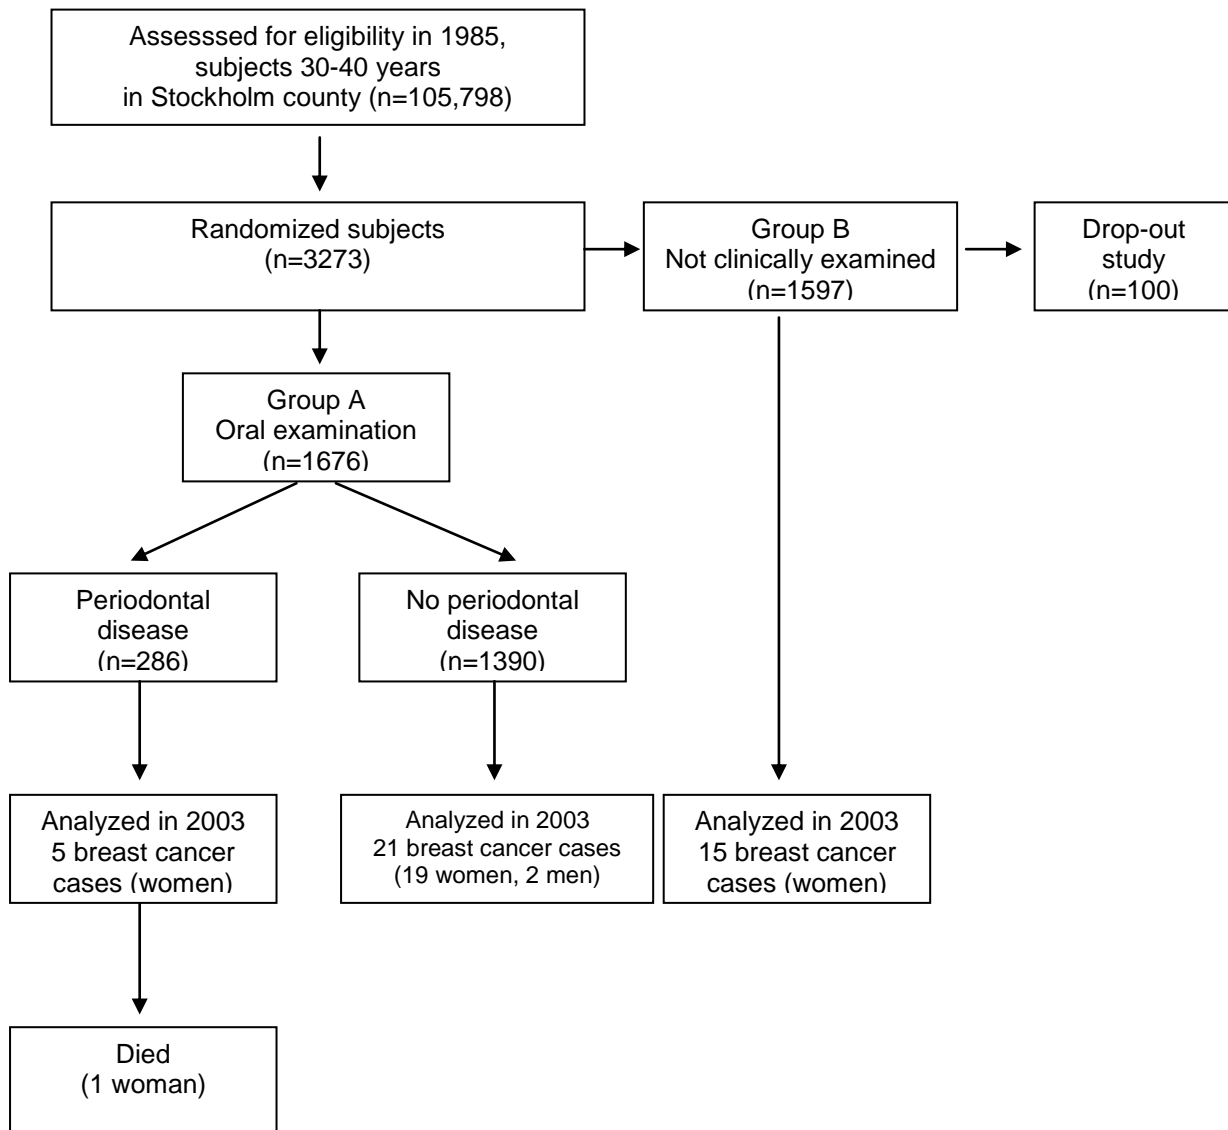 Assesssed for eligibility in 1985,
subjects 30-40 years
in Stockholm county (n=105,798)
Randomized subjects
(n=3273)
Group B
Not clinically examined
(n=1597)
Drop-out
study
(n=100)
Group A
Oral examination
(n=1676)
Periodontal
disease
(n=286)
No periodontal
disease
(n=1390)
Analyzed in 2003
5 breast cancer
cases (women)
Analyzed in 2003
21 breast cancer cases
(19 women, 2 men)
Analyzed in 2003
15 breast cancer
cases (women)
Died
(1 woman)